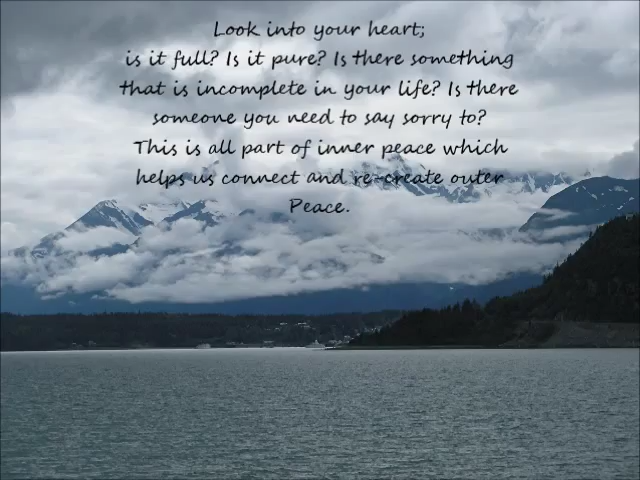 Look into your heart;
is it full? Is it pure? Is there something
that is incomplete in your life? Is there
someone you need to say sorry to?
This is all part of inner peace which
helps us connect and re-create outer
Peace.